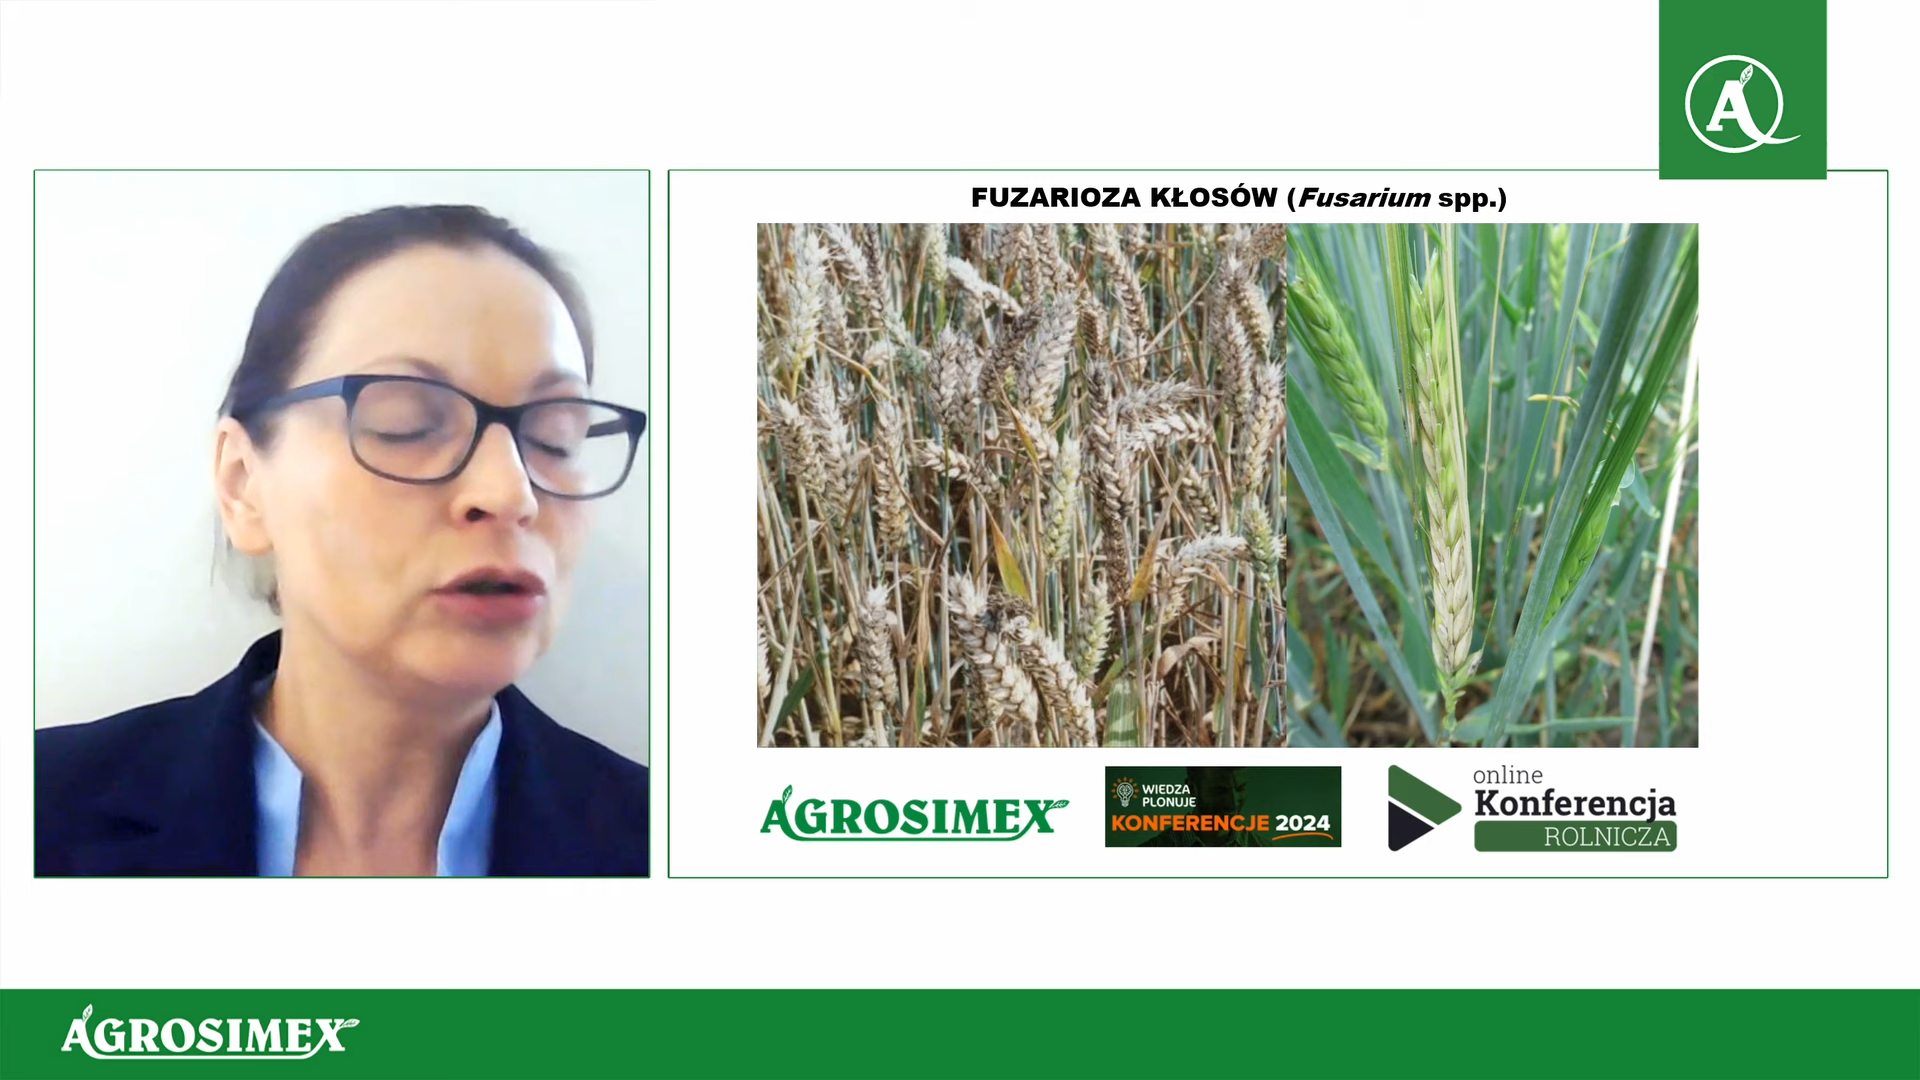 A
FUZARIOZA KŁOSÓW (Fusarium spp.)
AGROSIMEX
WIEDZA
PLONUJE
KONFERENCJE 2024
online
Konferencja
ROLNICZA
AGROSIMEX